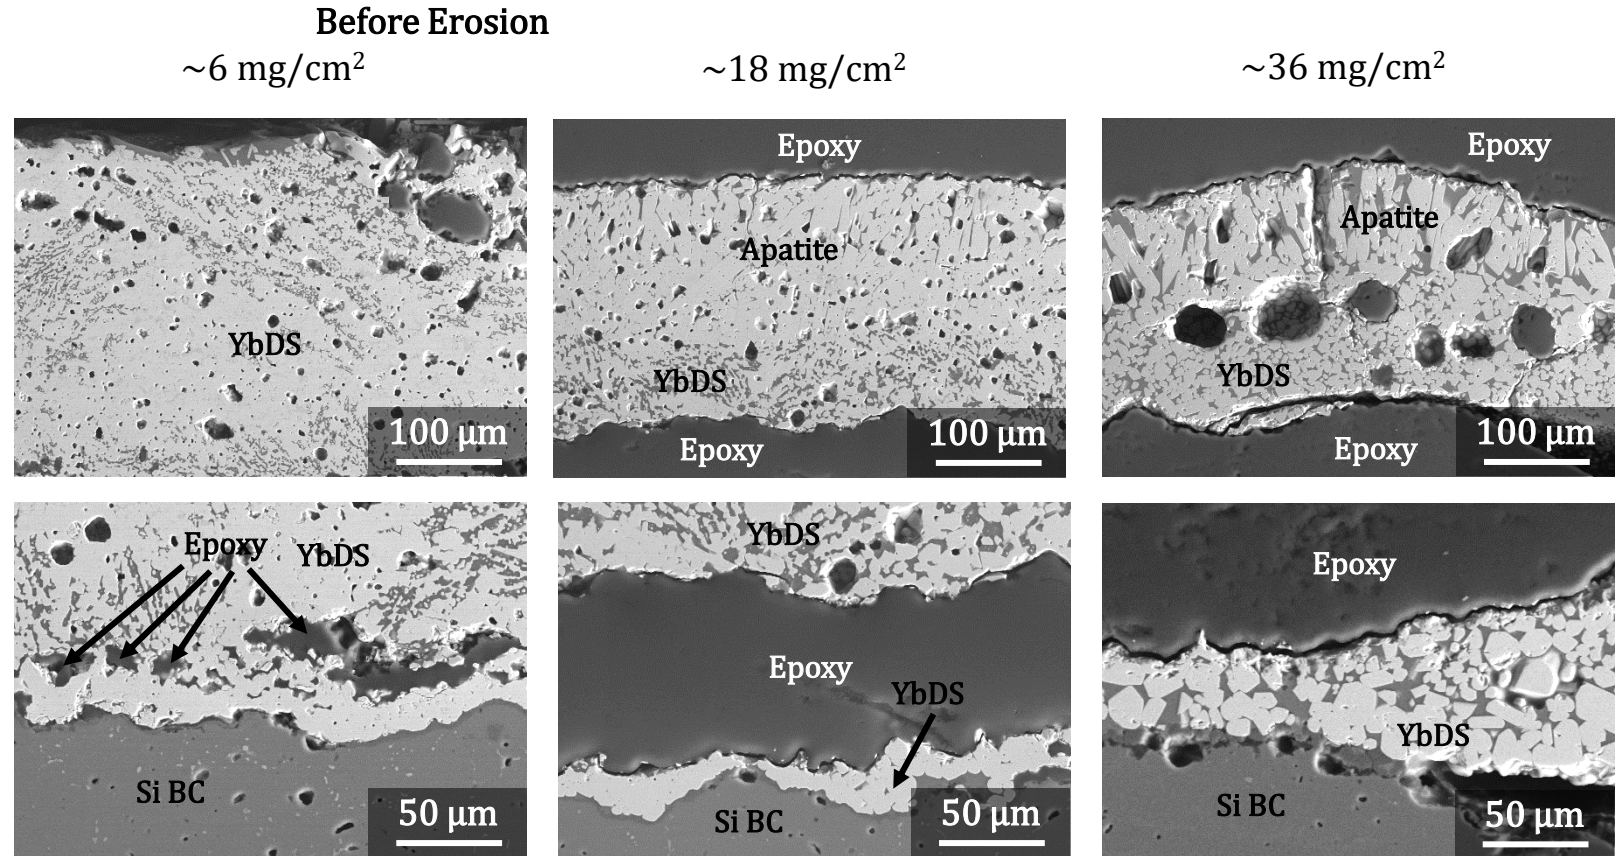 Before Erosion
~6 mg/cm²
~18 mg/cm²
~36 mg/cm²
Epoxy
Epoxy
Apatite
Apatite
YbDS
YbDS
YbDS
100 µm
100 µm
100 µm
Epoxy
Epoxy
Epoxy
YbDS
YbDS
Epoxy
Epoxy
YbDS
YbDS
Si BC
Si BC
Si BC
50 µm
50 µm
50 µm